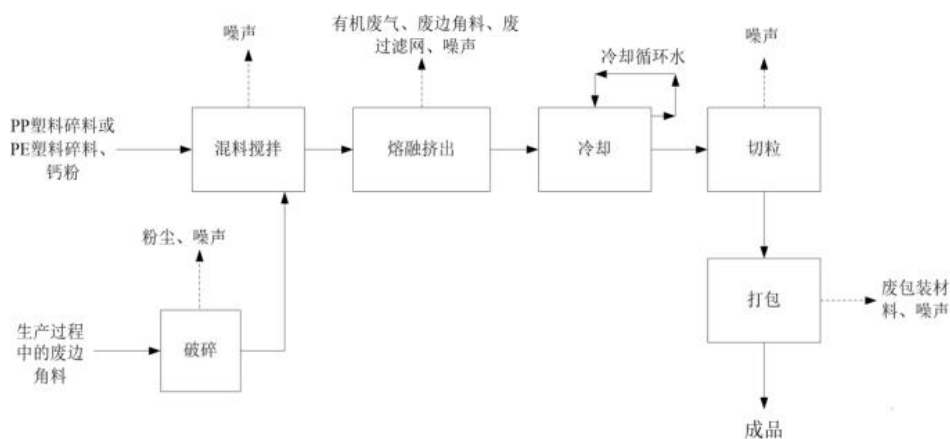 噪声
有机废气、废边角料、废
过滤网、噪声
冷却循环水
噪声
PP塑料碎料或
PE塑料碎料、
钙粉
混料搅拌
熔融挤出
冷却
切粒
粉尘、噪声
打包
废包装材
料、噪声
生产过程
中的废边
角料
破碎
成品